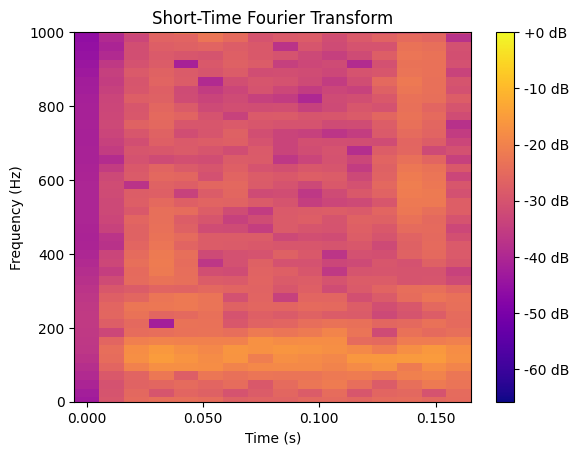 Short-Time Fourier Transform
1000
800
600
400
200
0
Frequency (Hz)
0.000
0.050
0.100
0.150
Time (s)
+0 dB
-10 dB
-20 dB
-30 dB
-40 dB
-50 dB
-60 dB